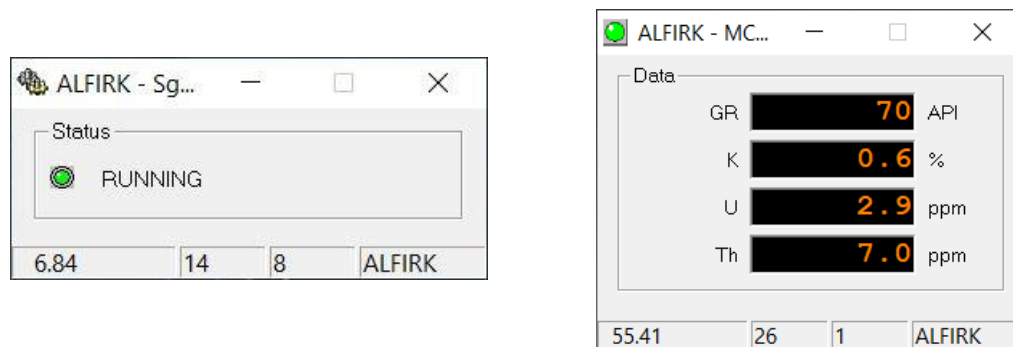 ALFIRK - Sg...
Status
RUNNING
6.84 14 8 ALFIRK
ALFIRK - MC...
Data
GR 70 API
K 0.6 %
U 2.9 ppm
Th 7.0 ppm
55.41 26 1 ALFIRK